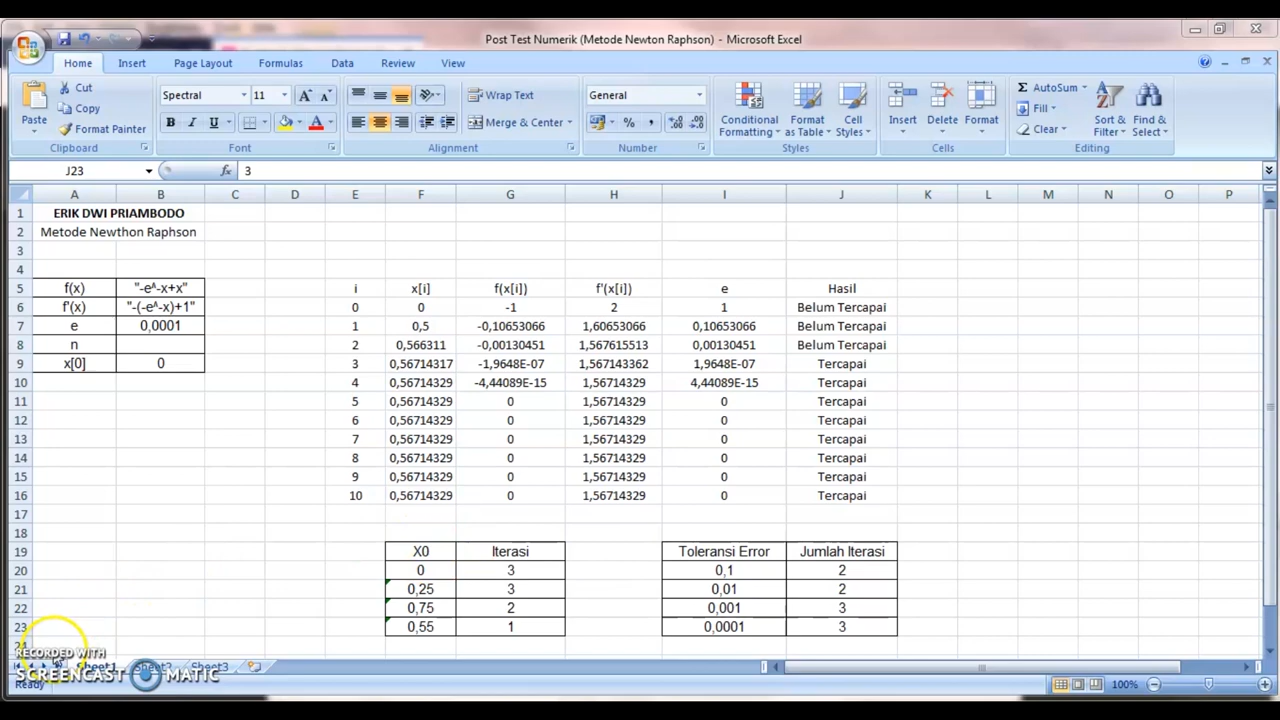 Post Test Numerik (Metode Newton Raphson) - Microsoft Excel
Home Insert Page Layout Formulas Data Review View
Paste Cut Copy Format Painter Clipboard
Spectral 11 A A B I U A Font
Wrap Text Merge & Center Alignment
General % , Number
Conditional Formatting Format as Table Cell Styles Styles
Insert Delete Format Cells
Σ AutoSum Fill Clear Sort & Filter Find & Select Editing
J23 fx 3
A B C D E F G H I J K L M N O P
1 ERIK DWI PRIAMBODO
2 Metode Newthon Raphson
3
4
5 f(x) "-e^-x+x" i x[i] f(x[i]) f'(x[i]) e Hasil
6 f'(x) "-(-e^-x)+1" 0 0 -1 2 1 Belum Tercapai
7 e 0,0001 1 0,5 -0,10653066 1,60653066 0,10653066 Belum Tercapai
8 n 2 0,566311 -0,00130451 1,567615513 0,00130451 Belum Tercapai
9 x[0] 0 3 0,56714317 -1,9648E-07 1,567143362 1,9648E-07 Tercapai
10 4 0,56714329 -4,44089E-15 1,56714329 4,44089E-15 Tercapai
11 5 0,56714329 0 1,56714329 0 Tercapai
12 6 0,56714329 0 1,56714329 0 Tercapai
13 7 0,56714329 0 1,56714329 0 Tercapai
14 8 0,56714329 0 1,56714329 0 Tercapai
15 9 0,56714329 0 1,56714329 0 Tercapai
16 10 0,56714329 0 1,56714329 0 Tercapai
17
18
19 X0 Iterasi Toleransi Error Jumlah Iterasi
20 0 3 0,1 2
21 0,25 3 0,01 2
22 0,75 2 0,001 3
23 0,55 1 0,0001 3
24
RECORDED WITH
SCREENCAST MATIC
Sheet1 Sheet2 Sheet3
Ready 100%